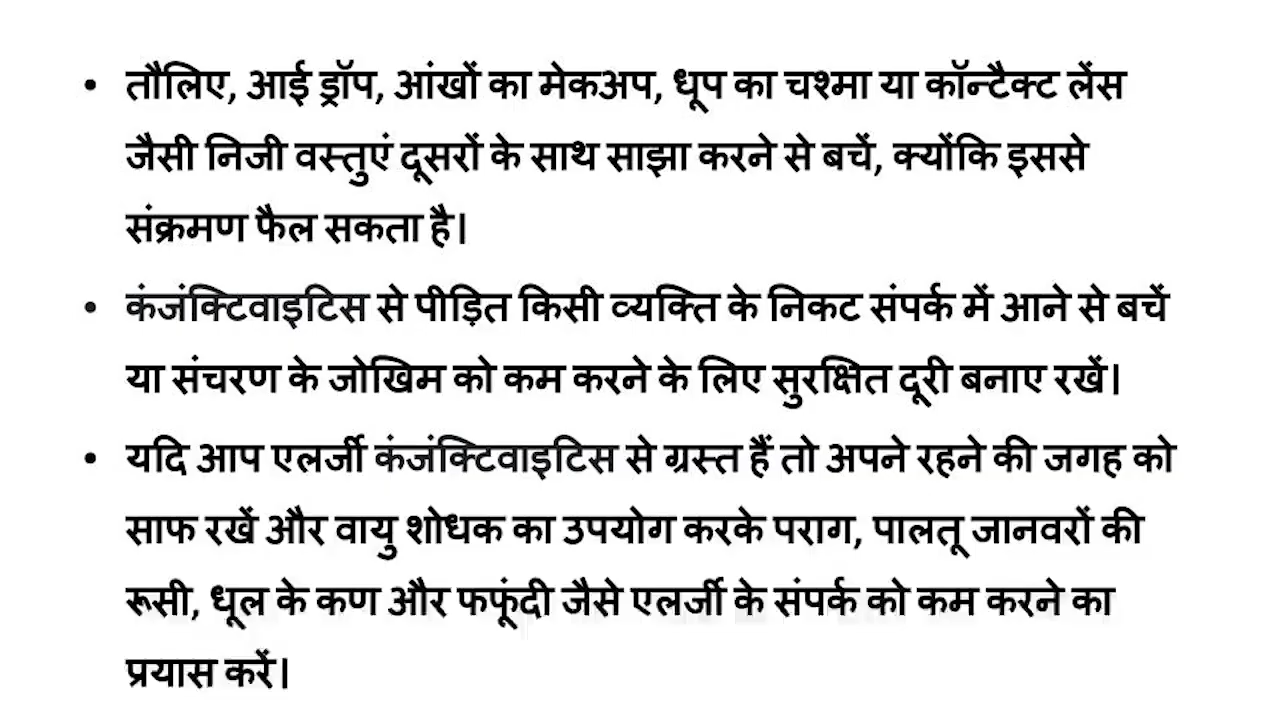 • तौलिए, आई ड्रॉप, आंखों का मेकअप, धूप का चश्मा या कॉन्टैक्ट लेंस
जैसी निजी वस्तुएं दूसरों के साथ साझा करने से बचें, क्योंकि इससे
संक्रमण फैल सकता है।
• कंजंक्टिवाइटिस से पीड़ित किसी व्यक्ति के निकट संपर्क में आने से बचें
या संचरण के जोखिम को कम करने के लिए सुरक्षित दूरी बनाए रखें।
• यदि आप एलर्जी कंजंक्टिवाइटिस से ग्रस्त हैं तो अपने रहने की जगह को
साफ रखें और वायु शोधक का उपयोग करके पराग, पालतू जानवरों की
रूसी, धूल के कण और फफूंदी जैसे एलर्जी के संपर्क को कम करने का
प्रयास करें।